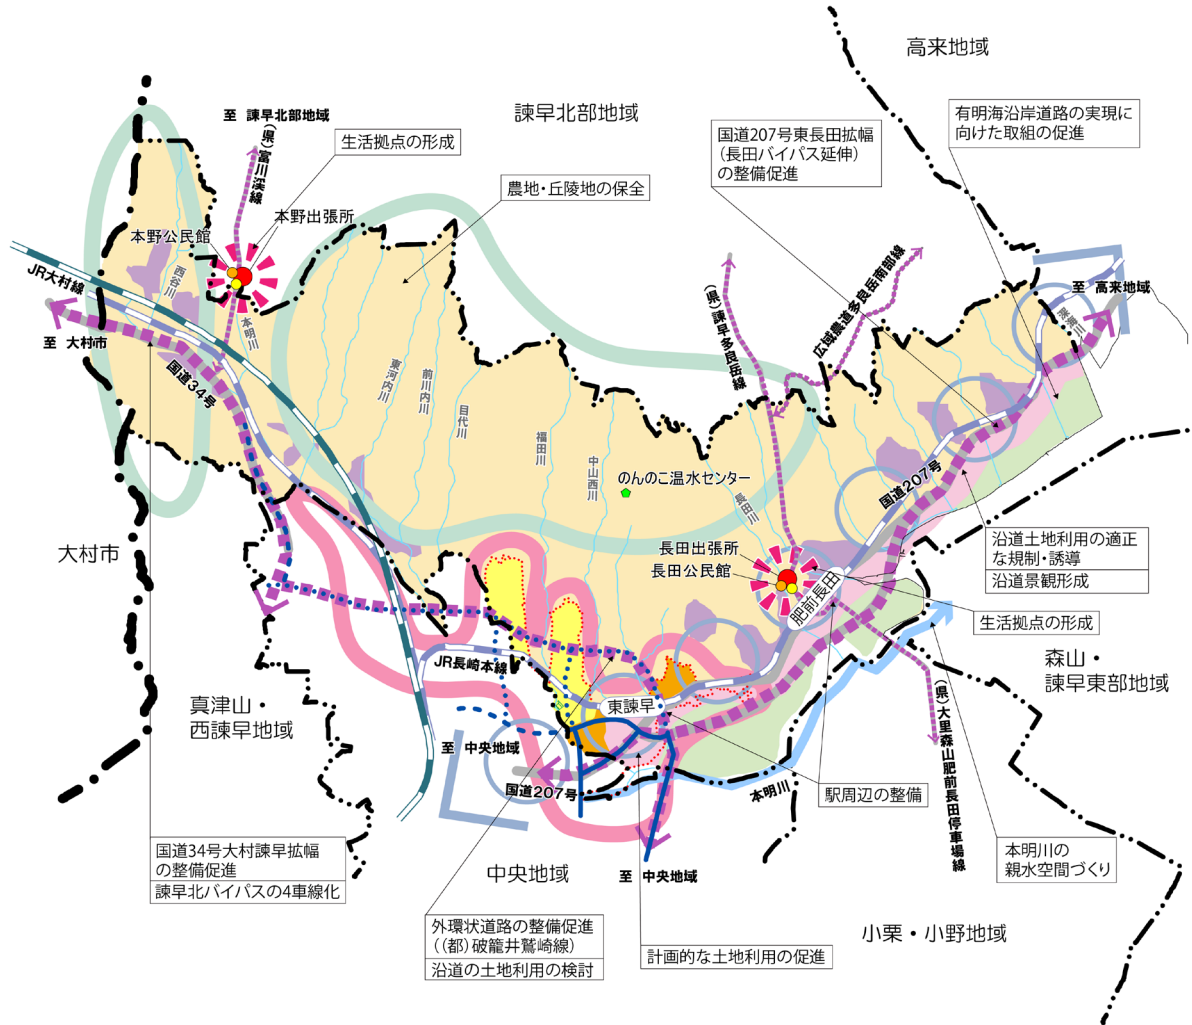 高来地域
諫早北部地域
至 諫早北部地域
(県)富川渓線
生活拠点の形成
農地・丘陵地の保全
国道207号東長田拡幅
(長田バイパス延伸)
の整備促進
有明海沿岸道路の実現に
向けた取組の促進
本野出張所
本野公民館
西谷川
JR大村線
至 大村市
国道34号
本明川
東河内川
前川内川
目代川
福田川
中山西川
のんのこ温水センター
長田川
(県)諫早多良岳線
広域農道多良岳南部線
至 高来地域
深海川
国道207号
沿道土地利用の適正
な規制・誘導
沿道景観形成
長田出張所
長田公民館
肥前長田
生活拠点の形成
大村市
真津山・
西諫早地域
JR長崎本線
東諫早
至 中央地域
国道207号
本明川
駅周辺の整備
森山・
諫早東部地域
(県)大里森山肥前長田停車場線
本明川の
親水空間づくり
国道34号大村諫早拡幅
の整備促進
諫早北バイパスの4車線化
中央地域
至 中央地域
外環状道路の整備促進
((都)破籠井鷲崎線)
沿道の土地利用の検討
計画的な土地利用の促進
小栗・小野地域